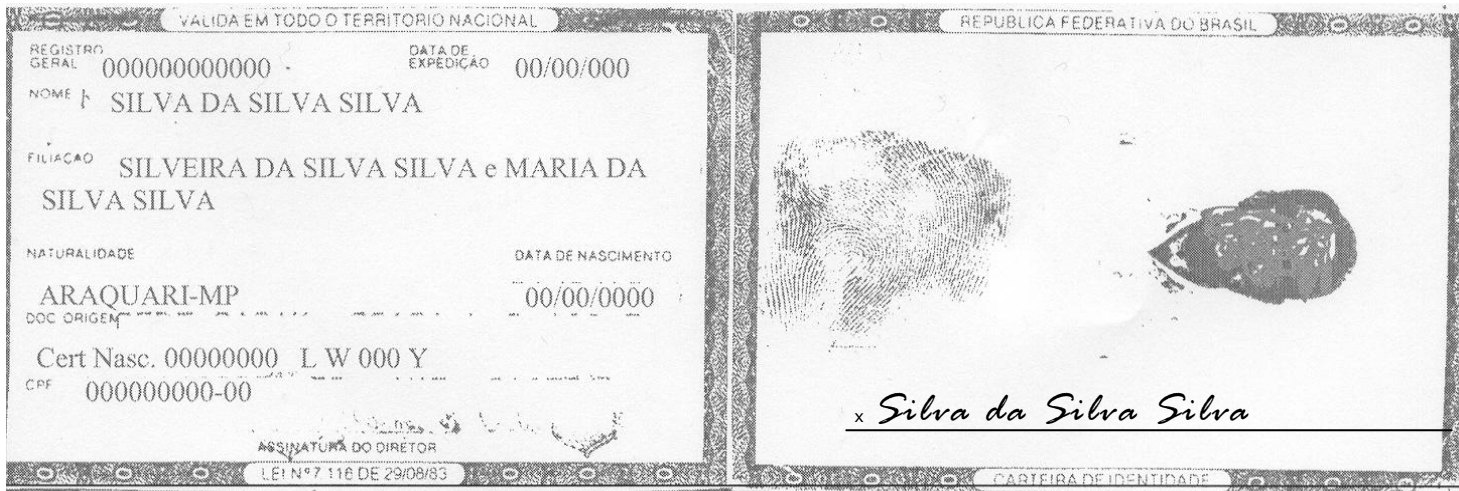 VALIDA EM TODO O TERRITORIO NACIONAL
REGISTRO GERAL 000000000000
DATA DE EXPEDIÇÃO 00/00/000
NOME SILVA DA SILVA SILVA
FILIAÇAO SILVEIRA DA SILVA SILVA e MARIA DA
SILVA SILVA
NATURALIDADE DATA DE NASCIMENTO
ARAQUARI-MP 00/00/0000
DOC ORIGEM
Cert Nasc. 00000000 L W 000 Y
CPF 000000000-00
ASSINATURA DO DIRETOR
LEI Nº 7 116 DE 29/08/83
REPUBLICA FEDERATIVA DO BRASIL
x Silva da Silva Silva
CARTEIRA DE IDENTIDADE